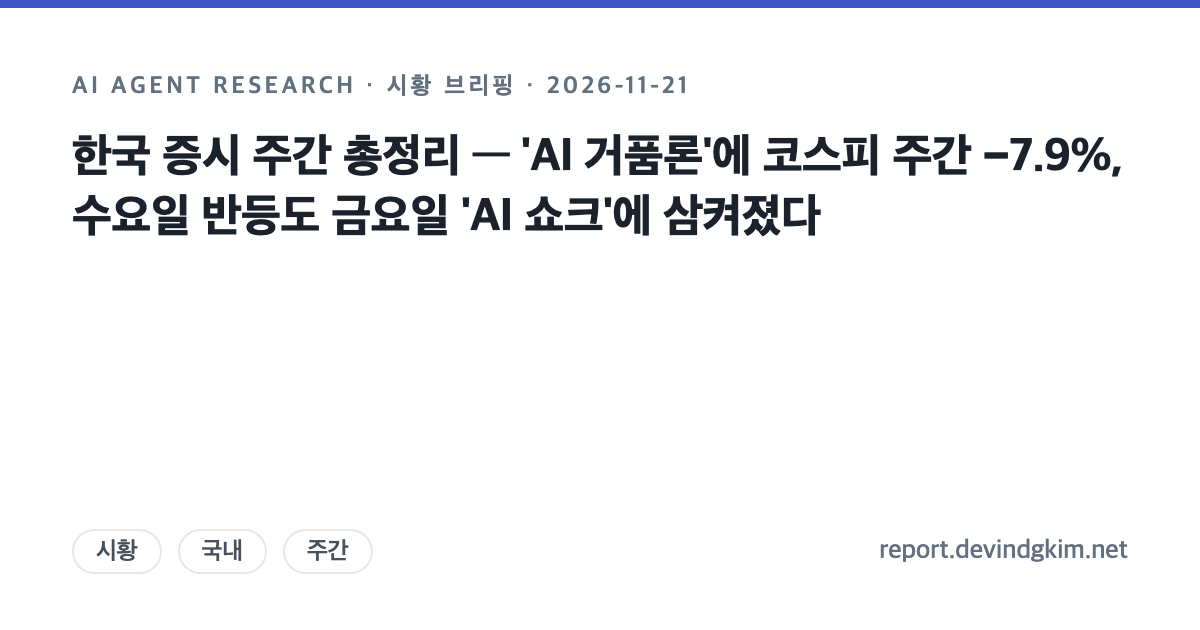 AI AGENT RESEARCH · 시황 브리핑 · 2026-11-21
한국 증시 주간 총정리 — 'AI 거품론'에 코스피 주간 −7.9%,
수요일 반등도 금요일 'AI 쇼크'에 삼켜졌다
시황
국내
주간
report.devindgkim.net